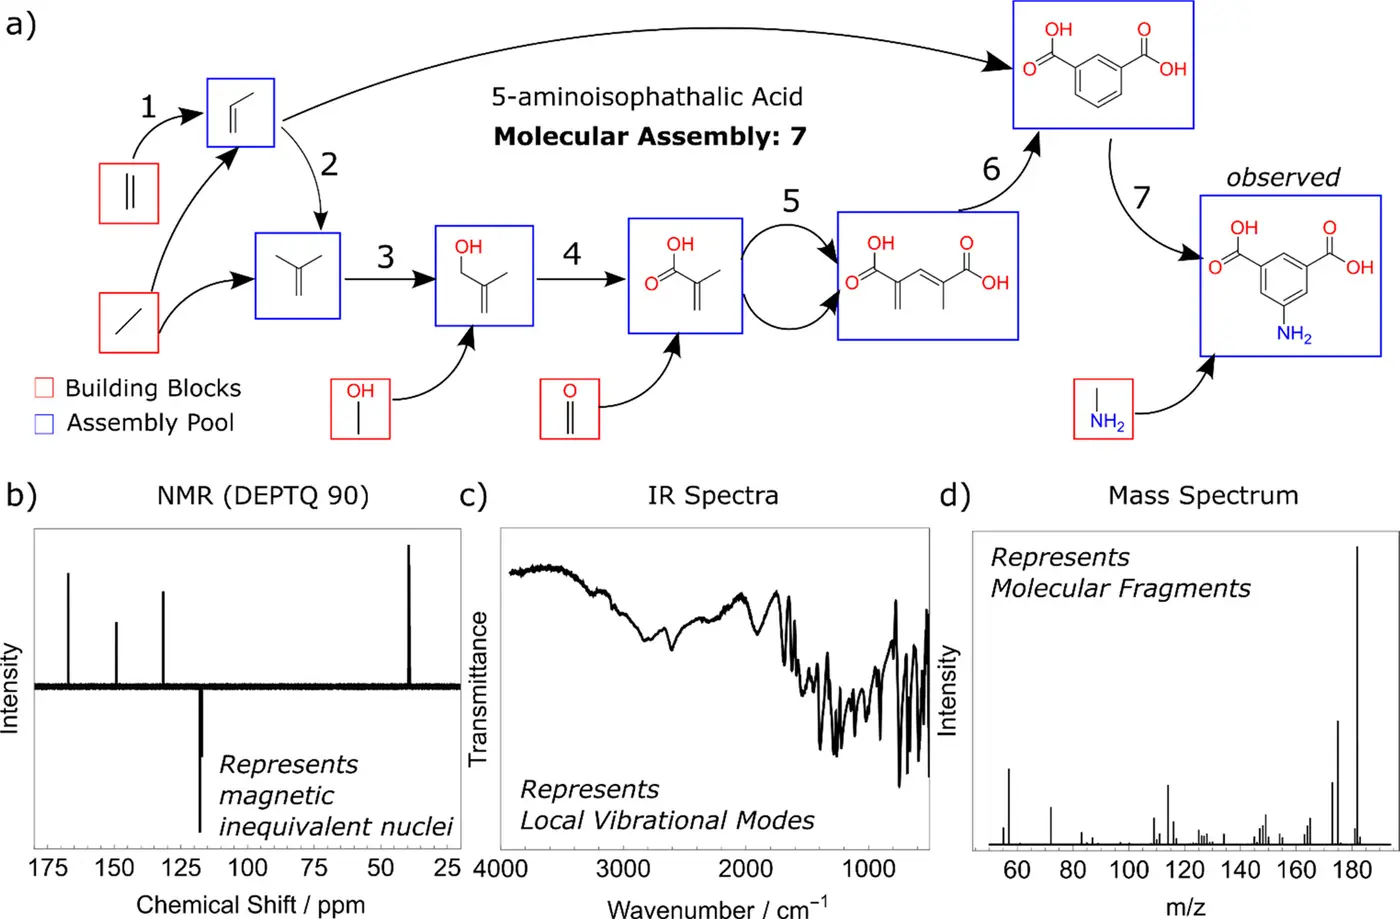 a)
1
2
3
4
5
6
7
5-aminoisophathalic Acid
Molecular Assembly: 7
observed
OH
O
O
OH
OH
OH
O
OH
O
O
OH
OH
O
O
OH
NH2
OH
O
NH2
Building Blocks
Assembly Pool
b)
NMR (DEPTQ 90)
Intensity
Represents
magnetic
inequivalent nuclei
175 150 125 100 75 50 25
Chemical Shift / ppm
c)
IR Spectra
Transmittance
Represents
Local Vibrational Modes
4000 3000 2000 1000
Wavenumber / cm−1
d)
Mass Spectrum
Represents
Molecular Fragments
Intensity
60 80 100 120 140 160 180
m/z